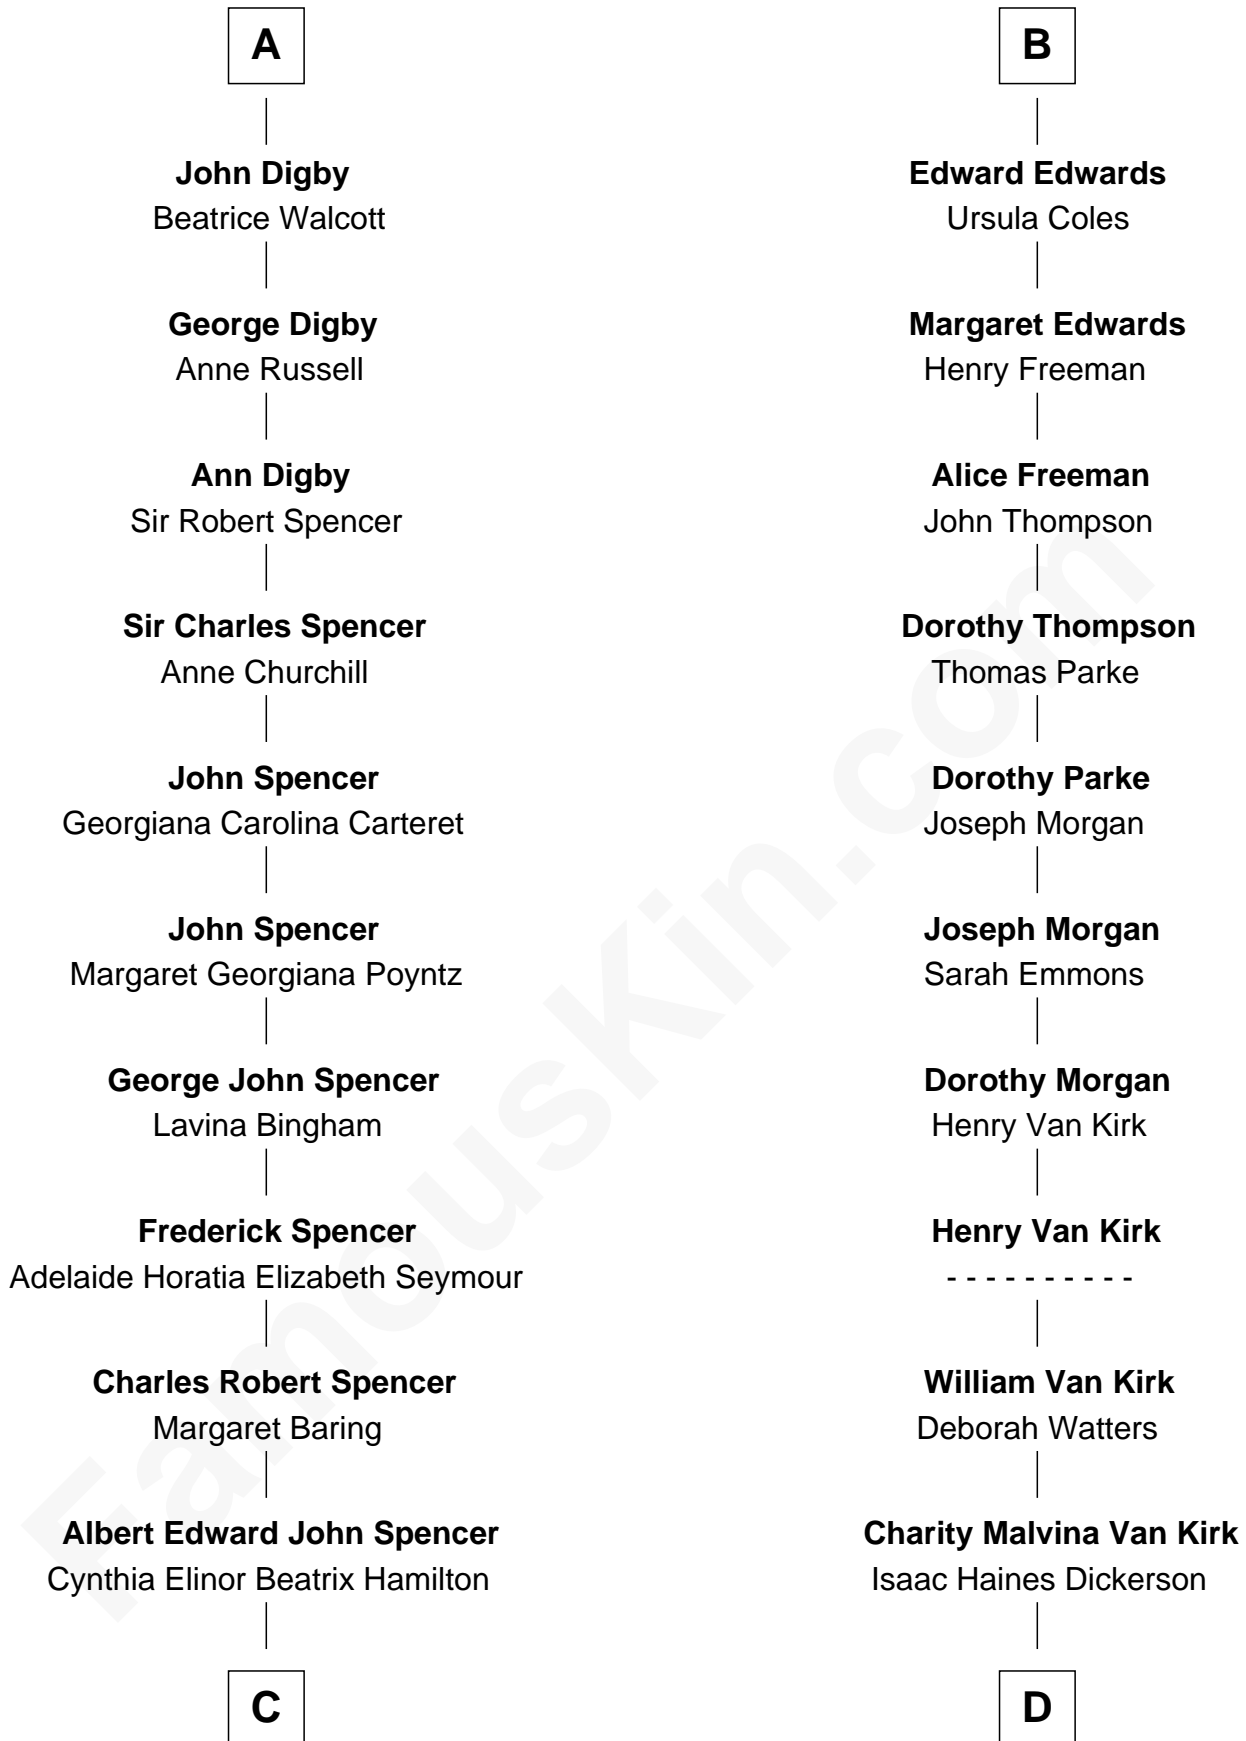 A
John Digby
Beatrice Walcott
George Digby
Anne Russell
Ann Digby
Sir Robert Spencer
Sir Charles Spencer
Anne Churchill
John Spencer
Georgiana Carolina Carteret
John Spencer
Margaret Georgiana Poyntz
George John Spencer
Lavina Bingham
Frederick Spencer
Adelaide Horatia Elizabeth Seymour
Charles Robert Spencer
Margaret Baring
Albert Edward John Spencer
Cynthia Elinor Beatrix Hamilton
C
B
Edward Edwards
Ursula Coles
Margaret Edwards
Henry Freeman
Alice Freeman
John Thompson
Dorothy Thompson
Thomas Parke
Dorothy Parke
Joseph Morgan
Joseph Morgan
Sarah Emmons
Dorothy Morgan
Henry Van Kirk
Henry Van Kirk
- - - - - - - - - -
William Van Kirk
Deborah Watters
Charity Malvina Van Kirk
Isaac Haines Dickerson
D
FamousKin.com